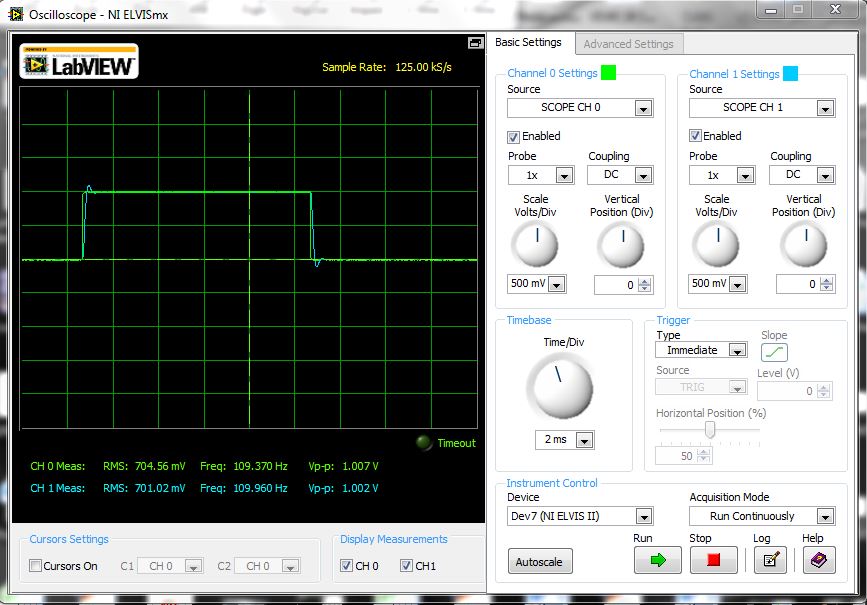 Oscilloscope - NI ELVISmx
POWERED BY
NATIONAL INSTRUMENTS
LabVIEW
Sample Rate: 125.00 kS/s
Timeout
CH 0 Meas: RMS: 704.56 mV Freq: 109.370 Hz Vp-p: 1.007 V
CH 1 Meas: RMS: 701.02 mV Freq: 109.960 Hz Vp-p: 1.002 V
Cursors Settings
Cursors On C1 CH 0 C2 CH 0
Display Measurements
CH 0 CH1
Basic Settings Advanced Settings
Channel 0 Settings
Source
SCOPE CH 0
Enabled
Probe Coupling
1x DC
Scale Vertical
Volts/Div Position (Div)
500 mV 0
Channel 1 Settings
Source
SCOPE CH 1
Enabled
Probe Coupling
1x DC
Scale Vertical
Volts/Div Position (Div)
500 mV 0
Timebase
Time/Div
2 ms
Trigger
Type Slope
Immediate
Source Level (V)
TRIG 0
Horizontal Position (%)
50
Instrument Control
Device Acquisition Mode
Dev7 (NI ELVIS II) Run Continuously
Run Stop Log Help
Autoscale